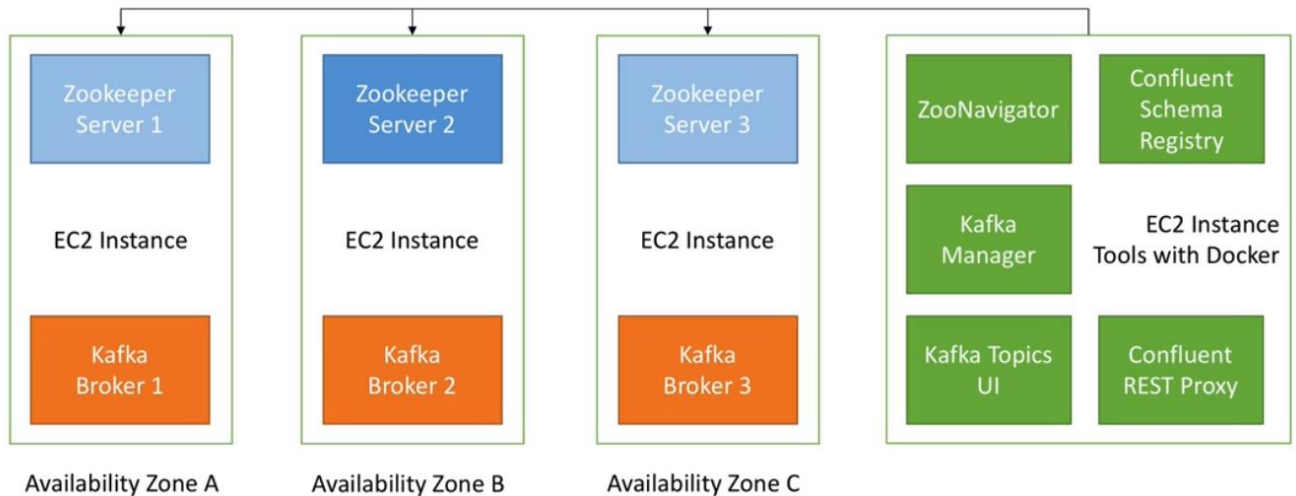 Zookeeper
Server 1
EC2 Instance
Kafka
Broker 1
Availability Zone A
Zookeeper
Server 2
EC2 Instance
Kafka
Broker 2
Availability Zone B
Zookeeper
Server 3
EC2 Instance
Kafka
Broker 3
Availability Zone C
ZooNavigator
Confluent
Schema
Registry
Kafka
Manager
EC2 Instance
Tools with Docker
Kafka Topics
UI
Confluent
REST Proxy